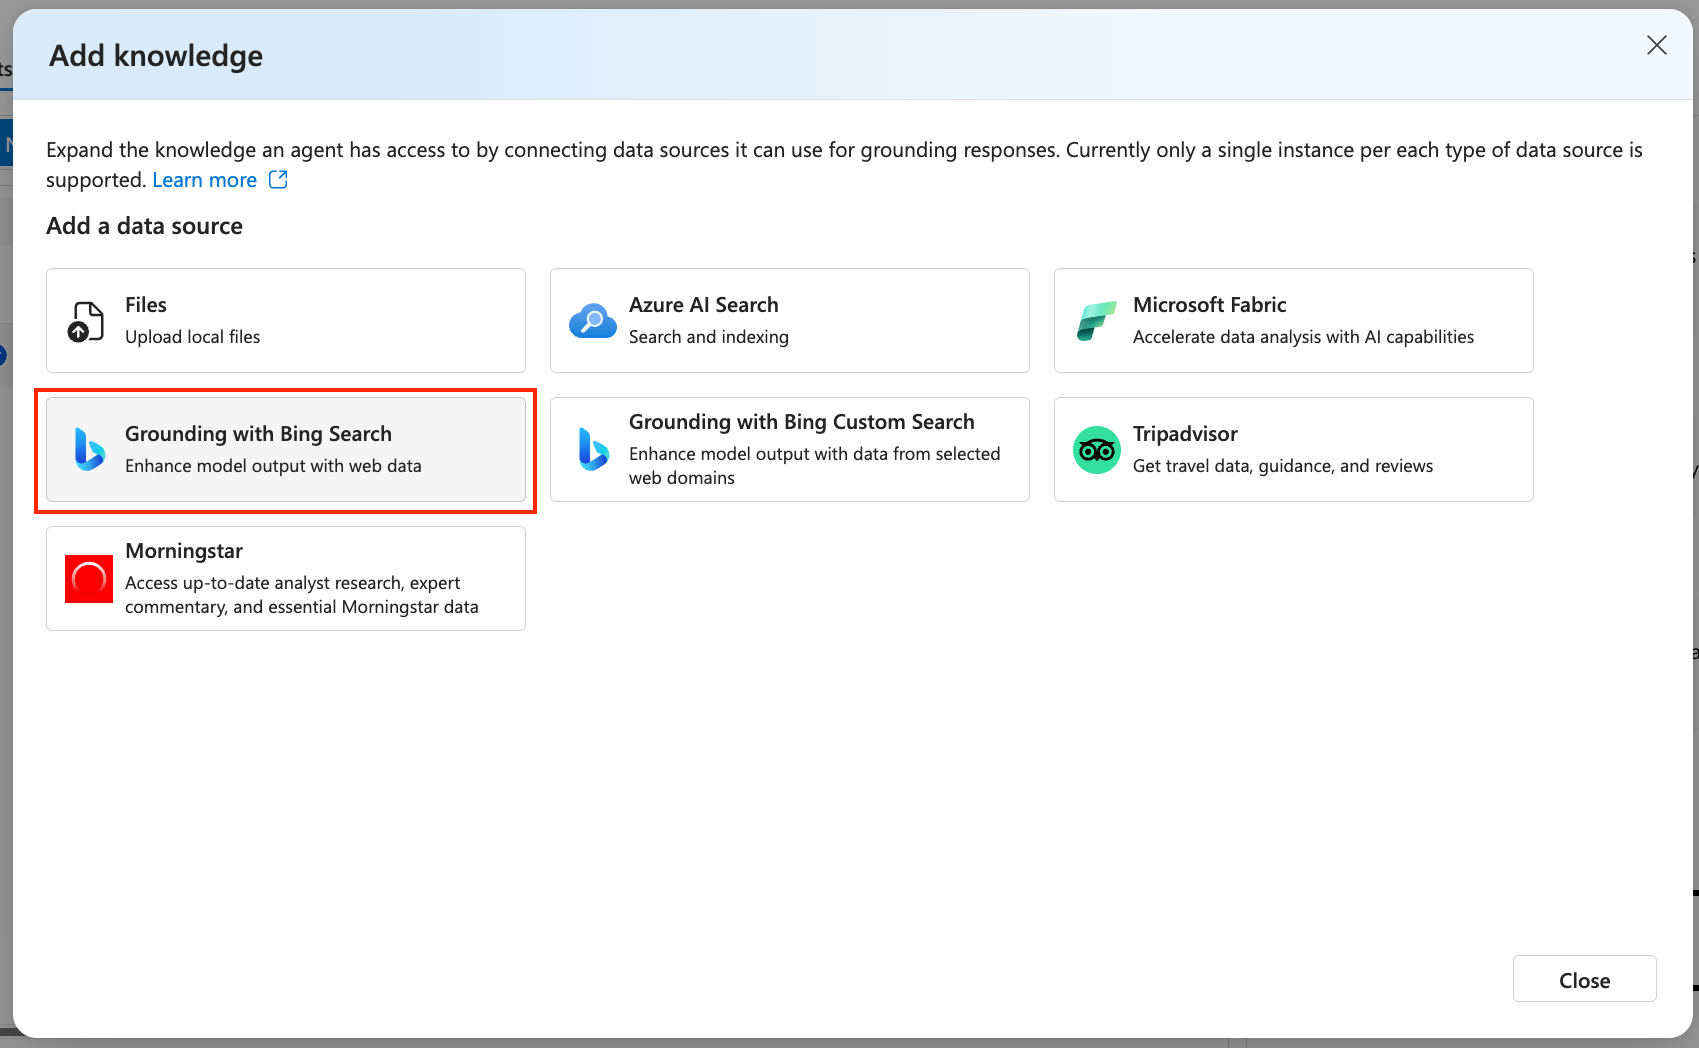 Add knowledge
Expand the knowledge an agent has access to by connecting data sources it can use for grounding responses. Currently only a single instance per each type of data source is
supported. Learn more
Add a data source
Files
Upload local files
Azure AI Search
Search and indexing
Microsoft Fabric
Accelerate data analysis with AI capabilities
Grounding with Bing Search
Enhance model output with web data
Grounding with Bing Custom Search
Enhance model output with data from selected
web domains
Tripadvisor
Get travel data, guidance, and reviews
Morningstar
Access up-to-date analyst research, expert
commentary, and essential Morningstar data
Close